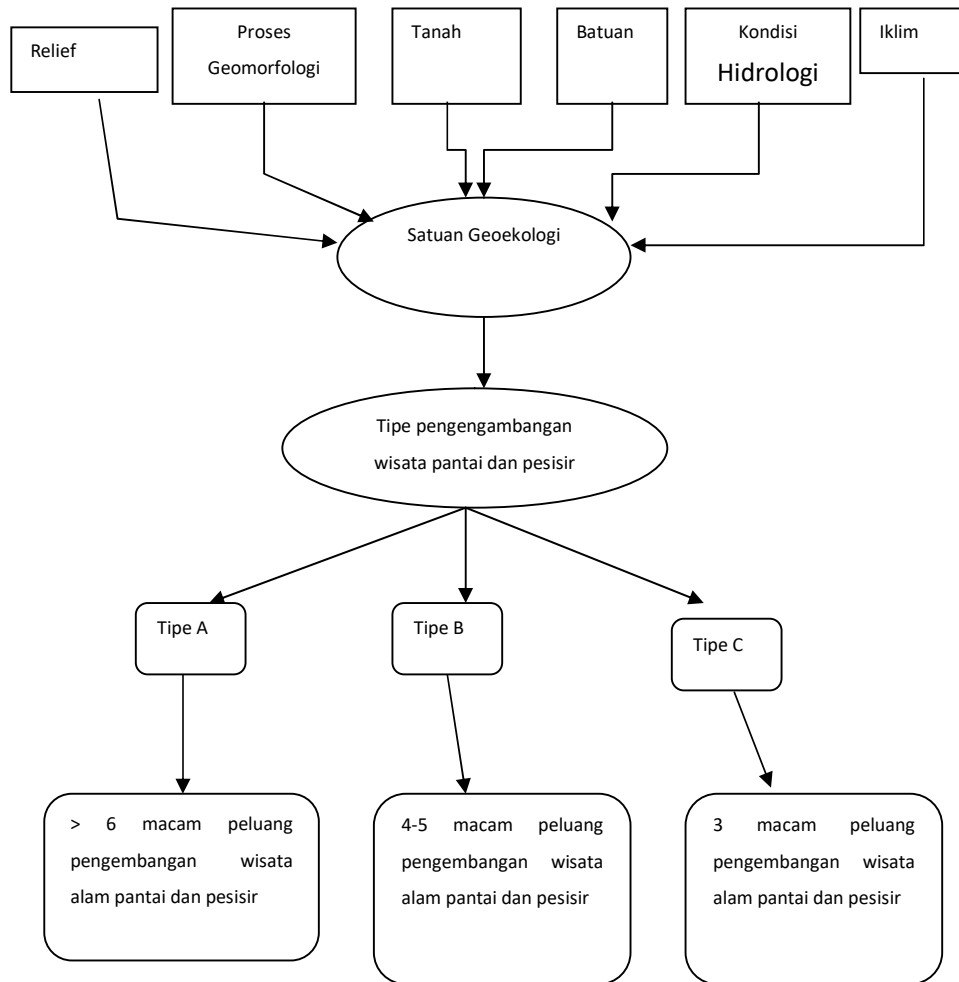 Relief
Proses
Geomorfologi
Tanah
Batuan
Kondisi
Hidrologi
Iklim
Satuan Geoekologi
Tipe pengengambangan
wisata pantai dan pesisir
Tipe A
Tipe B
Tipe C
> 6 macam peluang
pengembangan wisata
alam pantai dan pesisir
4-5 macam peluang
pengembangan wisata
alam pantai dan pesisir
3 macam peluang
pengembangan wisata
alam pantai dan pesisir